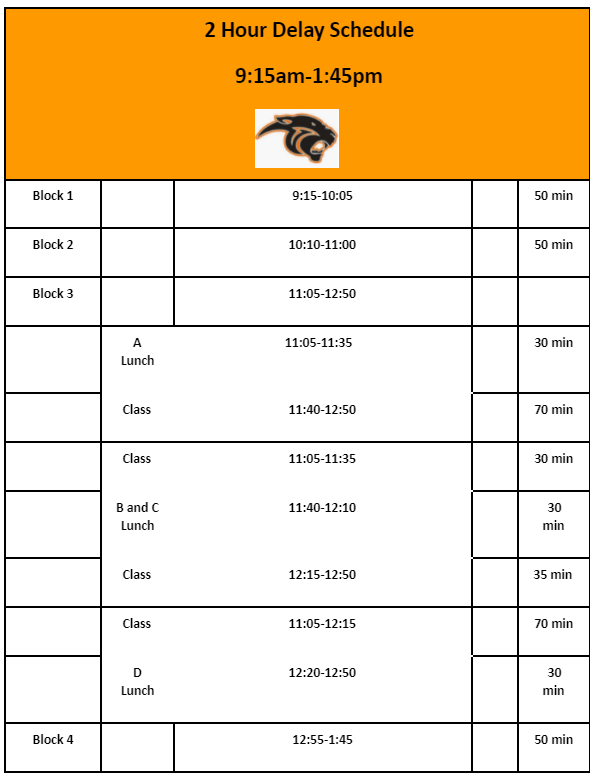 2 Hour Delay Schedule
9:15am-1:45pm
Block 1 9:15-10:05 50 min
Block 2 10:10-11:00 50 min
Block 3 11:05-12:50
A 11:05-11:35 30 min
Lunch
Class 11:40-12:50 70 min
Class 11:05-11:35 30 min
B and C 11:40-12:10 30
Lunch min
Class 12:15-12:50 35 min
Class 11:05-12:15 70 min
D 12:20-12:50 30
Lunch min
Block 4 12:55-1:45 50 min